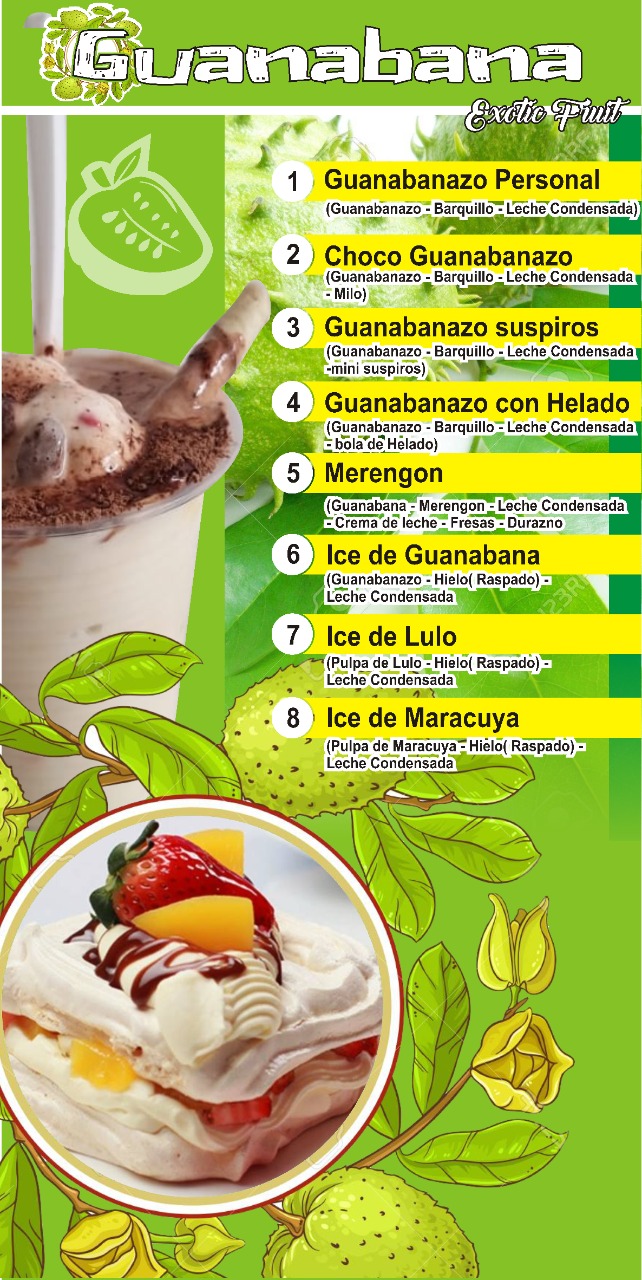 Guanabana
Exotic Fruit
1 Guanabanazo Personal
(Guanabanazo - Barquillo - Leche Condensada)
2 Choco Guanabanazo
(Guanabanazo - Barquillo - Leche Condensada
- Milo)
3 Guanabanazo suspiros
(Guanabanazo - Barquillo - Leche Condensada
-mini suspiros)
4 Guanabanazo con Helado
(Guanabanazo - Barquillo - Leche Condensada
- bola de Helado)
5 Merengon
(Guanabana - Merengon - Leche Condensada
- Crema de leche - Fresas - Durazno
6 Ice de Guanabana
(Guanabanazo - Hielo( Raspado) -
Leche Condensada
7 Ice de Lulo
(Pulpa de Lulo - Hielo( Raspado) -
Leche Condensada
8 Ice de Maracuya
(Pulpa de Maracuya - Hielo( Raspado) -
Leche Condensada